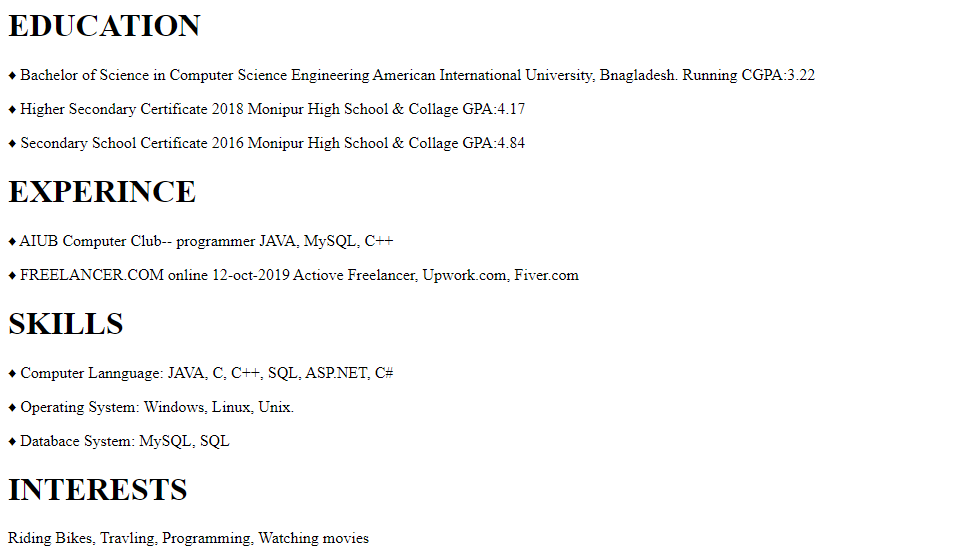 EDUCATION
♦ Bachelor of Science in Computer Science Engineering American International University, Bnagladesh. Running CGPA:3.22
♦ Higher Secondary Certificate 2018 Monipur High School & Collage GPA:4.17
♦ Secondary School Certificate 2016 Monipur High School & Collage GPA:4.84
EXPERINCE
♦ AIUB Computer Club-- programmer JAVA, MySQL, C++
♦ FREELANCER.COM online 12-oct-2019 Actiove Freelancer, Upwork.com, Fiver.com
SKILLS
♦ Computer Lannguage: JAVA, C, C++, SQL, ASP.NET, C#
♦ Operating System: Windows, Linux, Unix.
♦ Databace System: MySQL, SQL
INTERESTS
Riding Bikes, Travling, Programming, Watching movies